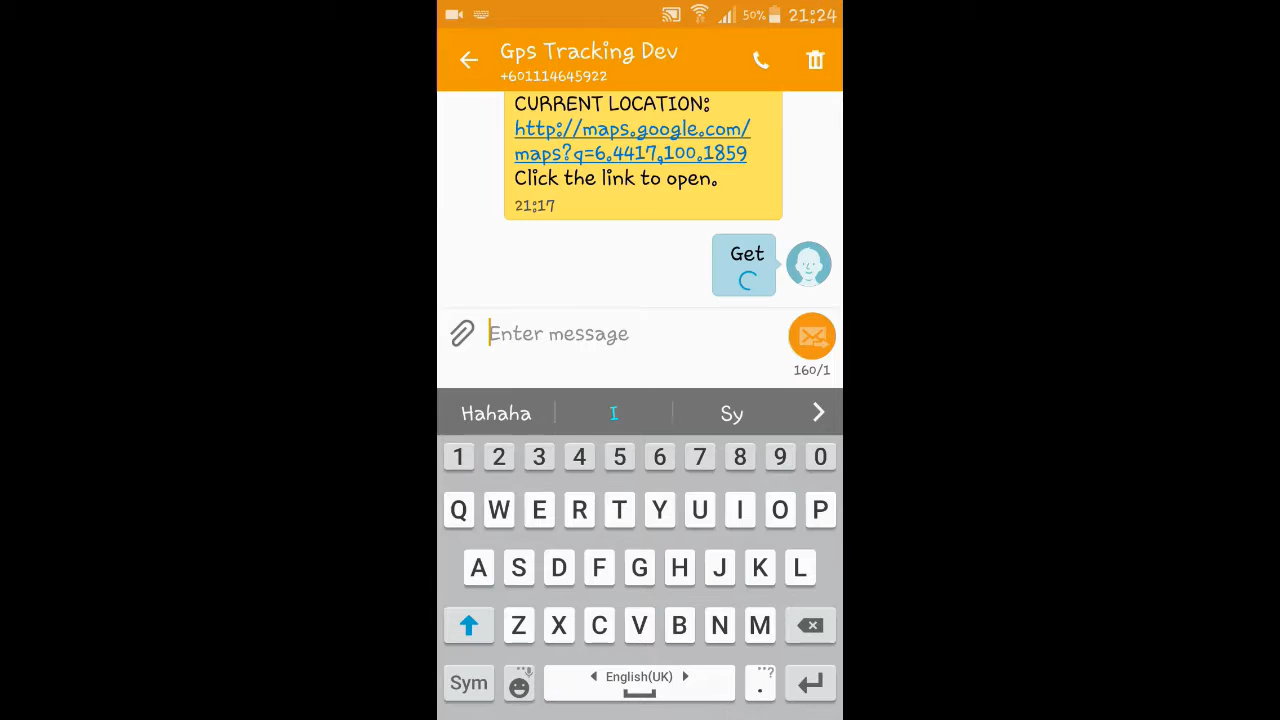 50% 21:24
Gps Tracking Dev
+601114645922
CURRENT LOCATION:
http://maps.google.com/
maps?q=6.4417,100.1859
Click the link to open.
21:17
Get
Enter message
160/1
Hahaha I Sy
1 2 3 4 5 6 7 8 9 0
Q W E R T Y U I O P
A S D F G H J K L
Z X C V B N M
Sym English(UK) . ...?